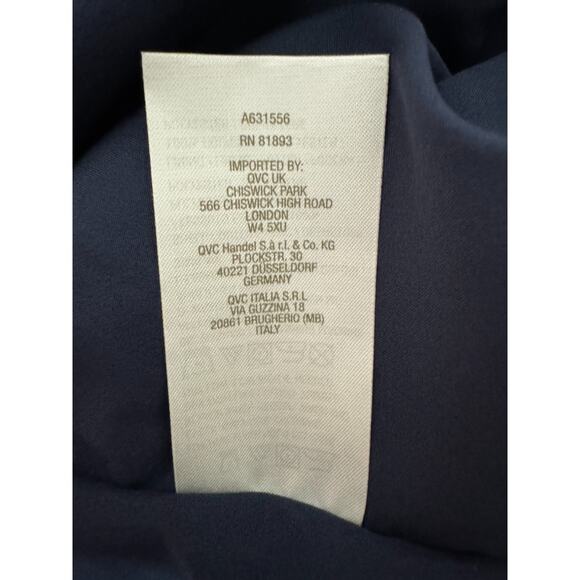 A631556
RN 81893
IMPORTED BY:
QVC UK
CHISWICK PARK
566 CHISWICK HIGH ROAD
LONDON
W4 5XU
QVC Handel S.à r.l. & Co. KG
PLOCKSTR. 30
40221 DÜSSELDORF
GERMANY
QVC ITALIA S.R.L
VIA GUZZINA 18
20861 BRUGHERIO (MB)
ITALY